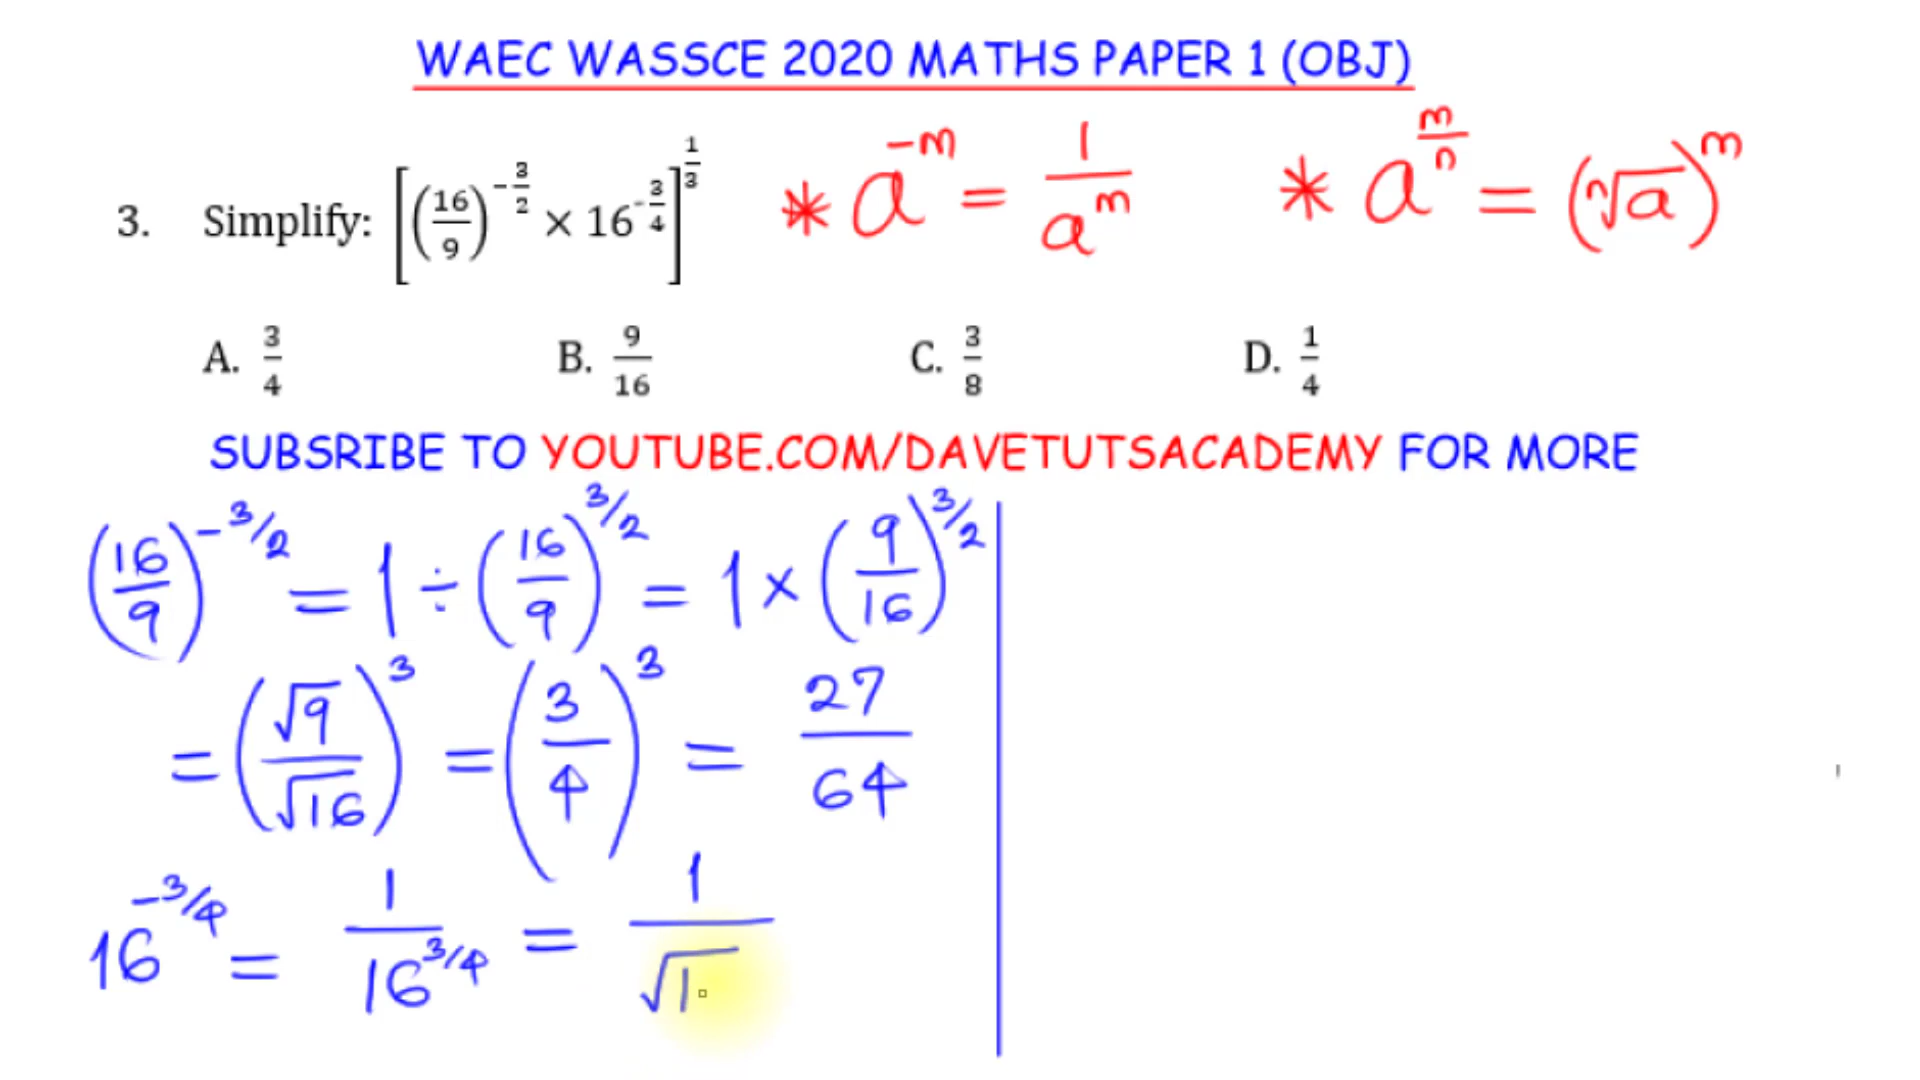 WAEC WASSCE 2020 MATHS PAPER 1 (OBJ)
3. Simplify: [(16/9)^(-3/2) × 16^(-3/4)]^(1/3) * a^(-m) = 1/a^m * a^(m/n) = (ⁿ√a)^m
A. 3/4 B. 9/16 C. 3/8 D. 1/4
SUBSRIBE TO YOUTUBE.COM/DAVETUTSACADEMY FOR MORE
(16/9)^(-3/2) = 1 ÷ (16/9)^(3/2) = 1 × (9/16)^(3/2)
= (√9/√16)^3 = (3/4)^3 = 27/64
16^(-3/4) = 1/16^(3/4) = 1/√1